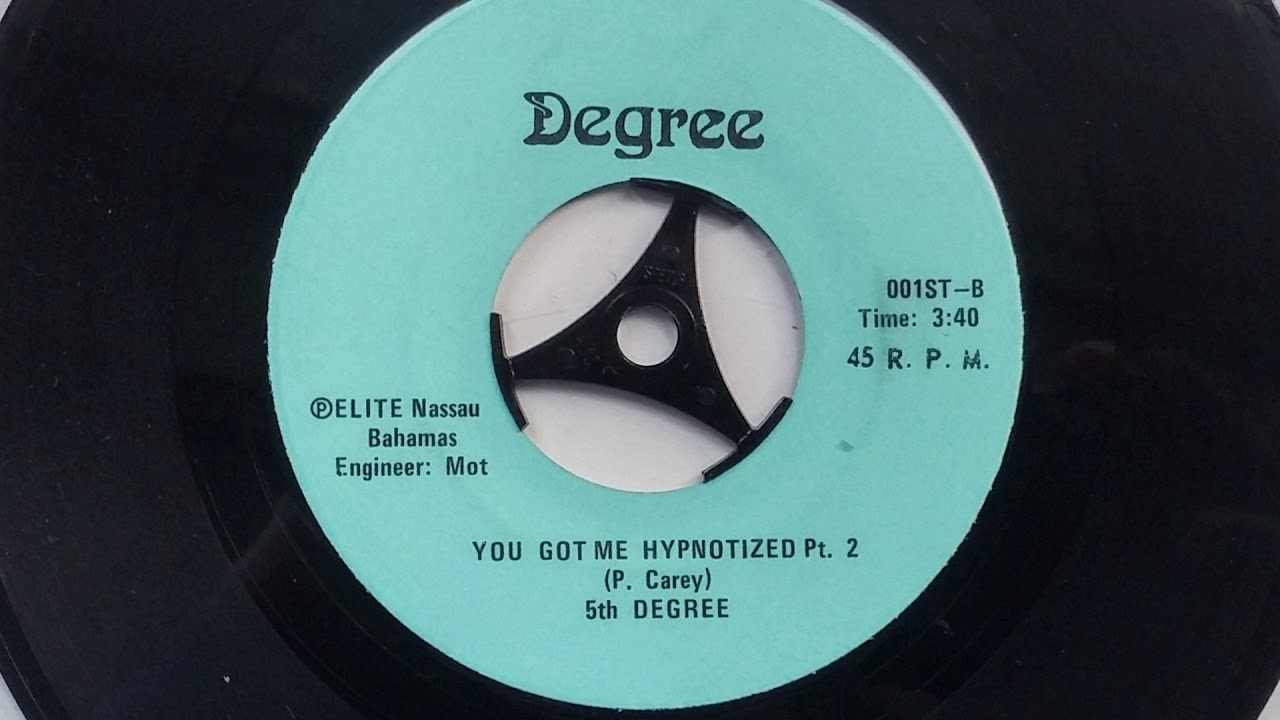 Degree
001ST–B
Time: 3:40
45 R. P. M.
ⓅELITE Nassau
Bahamas
Engineer: Mot
YOU GOT ME HYPNOTIZED Pt. 2
(P. Carey)
5th DEGREE